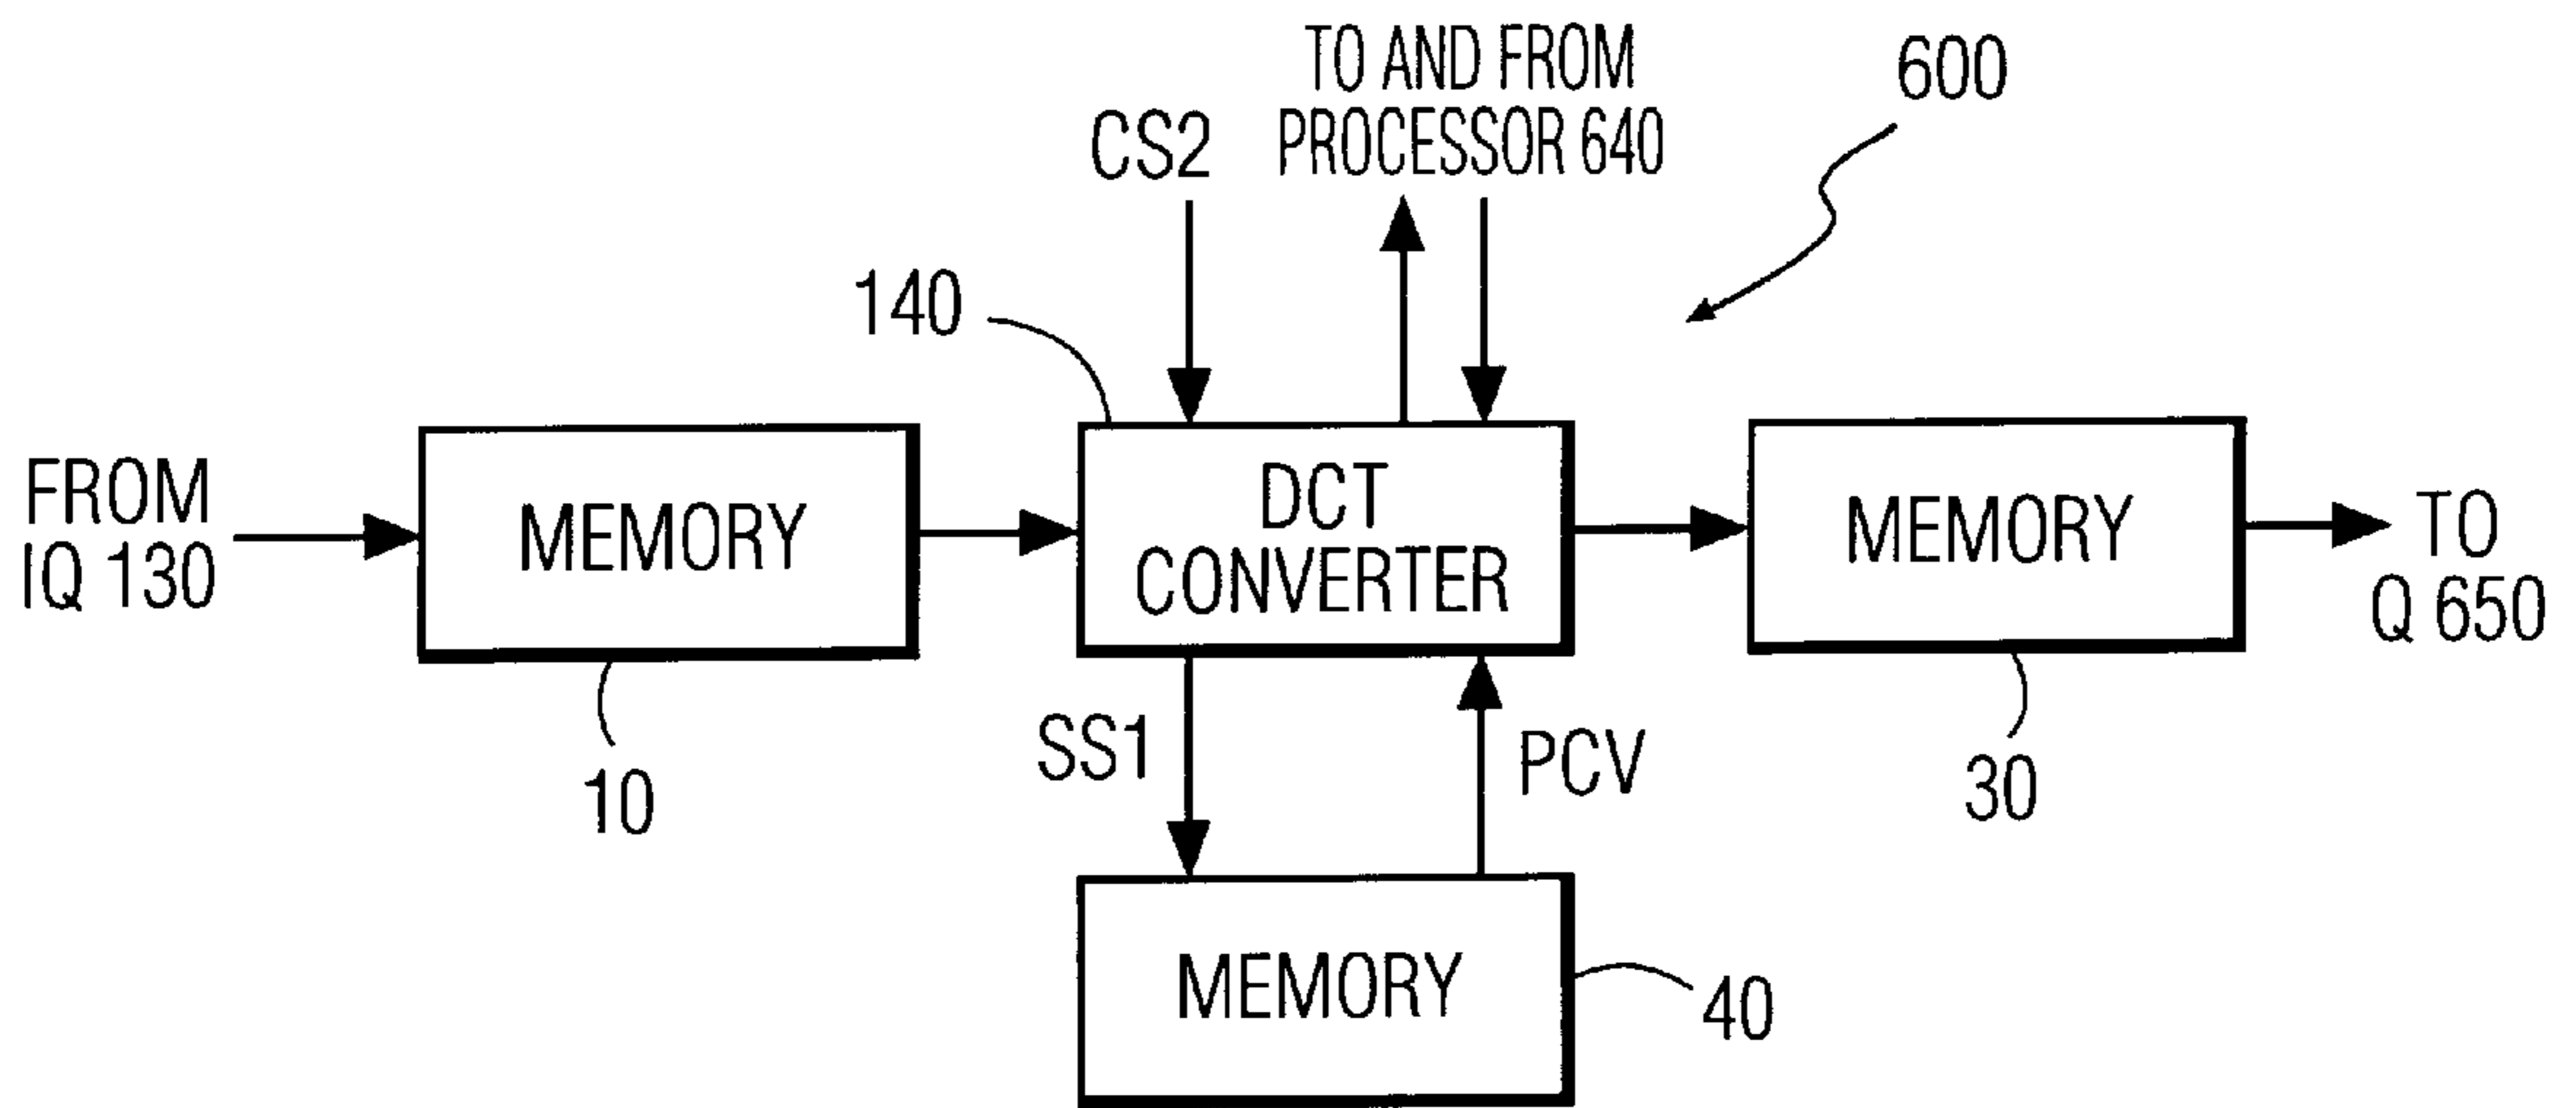 TO AND FROM
PROCESSOR 640
600
CS2
140
FROM
IQ 130
MEMORY
DCT
CONVERTER
MEMORY
TO
Q 650
SS1
PCV
10
30
MEMORY
40